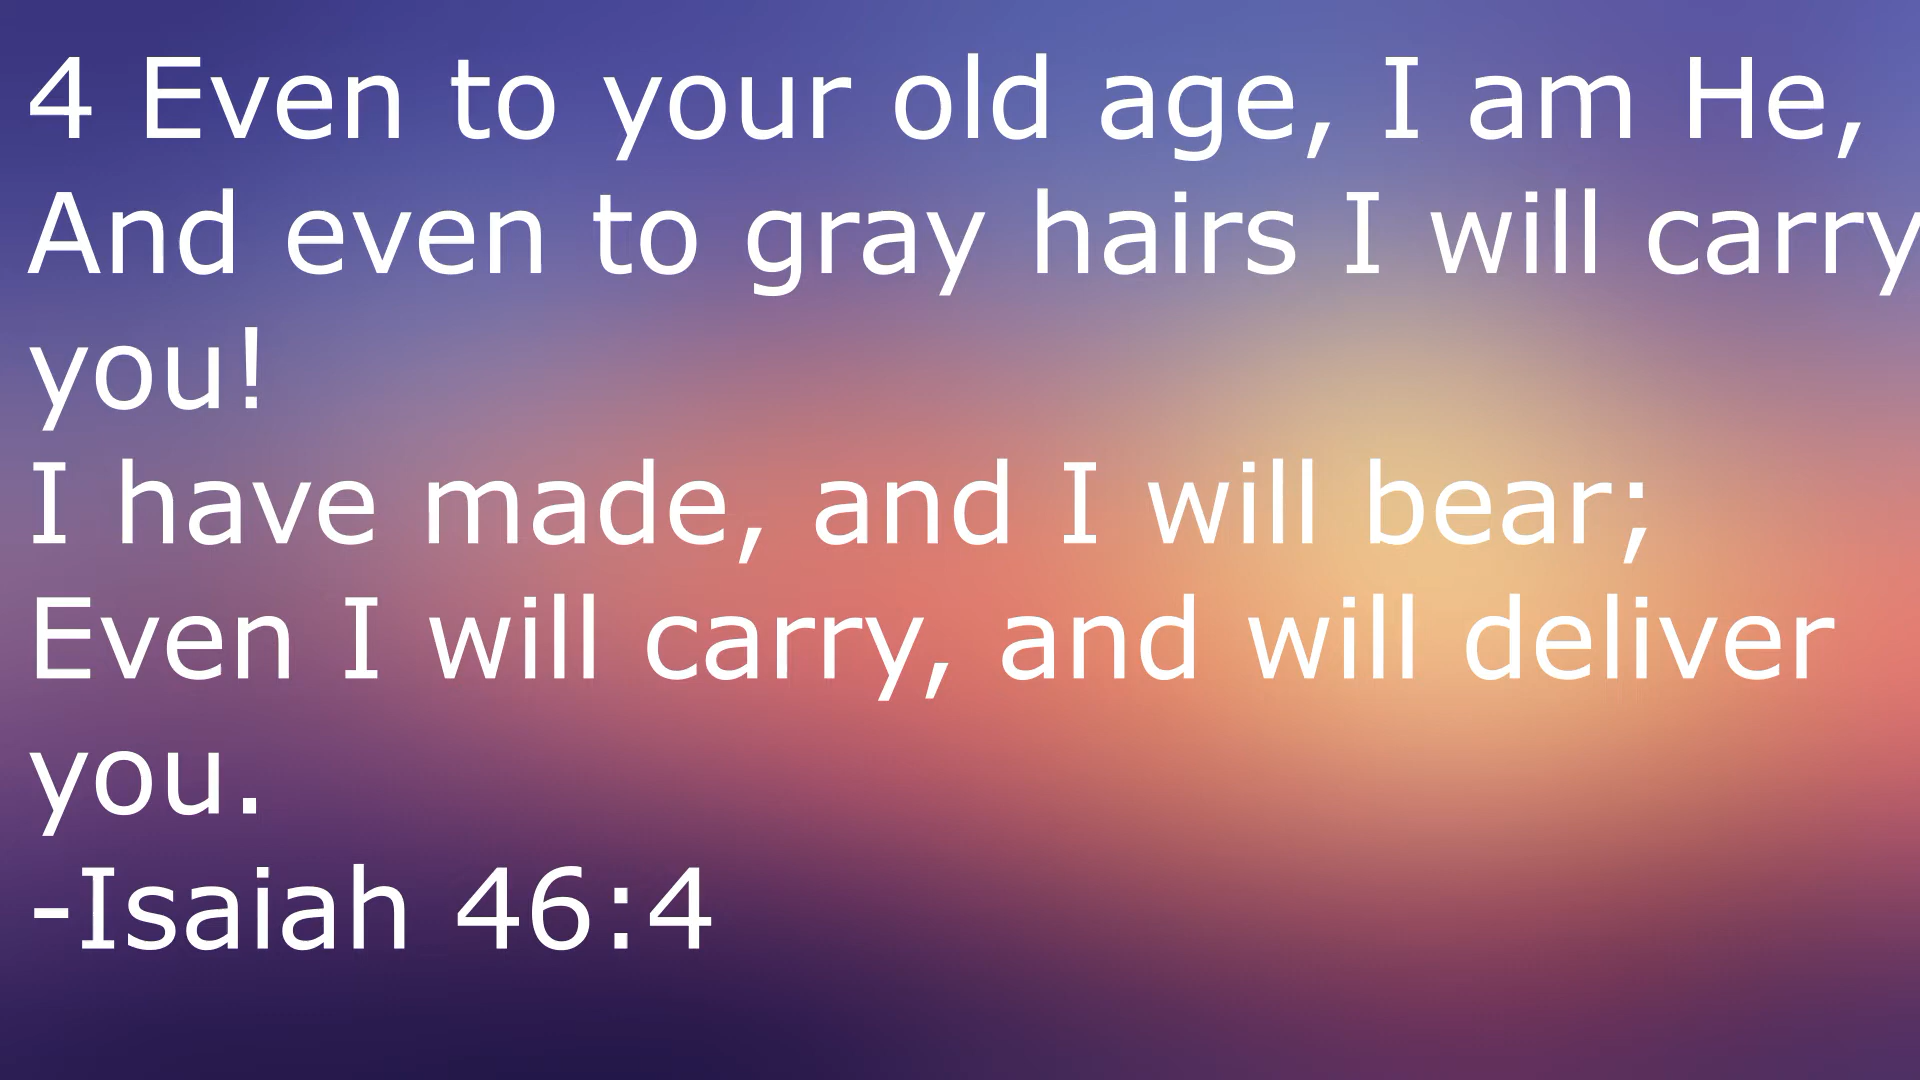 4 Even to your old age, I am He,
And even to gray hairs I will carry
you!
I have made, and I will bear;
Even I will carry, and will deliver
you.
-Isaiah 46:4